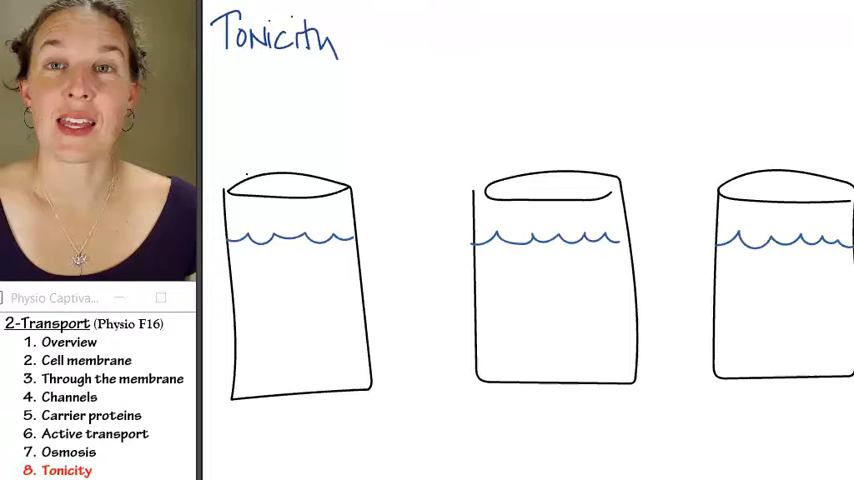 Tonicity
Physio Captiva...
2-Transport (Physio F16)
1. Overview
2. Cell membrane
3. Through the membrane
4. Channels
5. Carrier proteins
6. Active transport
7. Osmosis
8. Tonicity